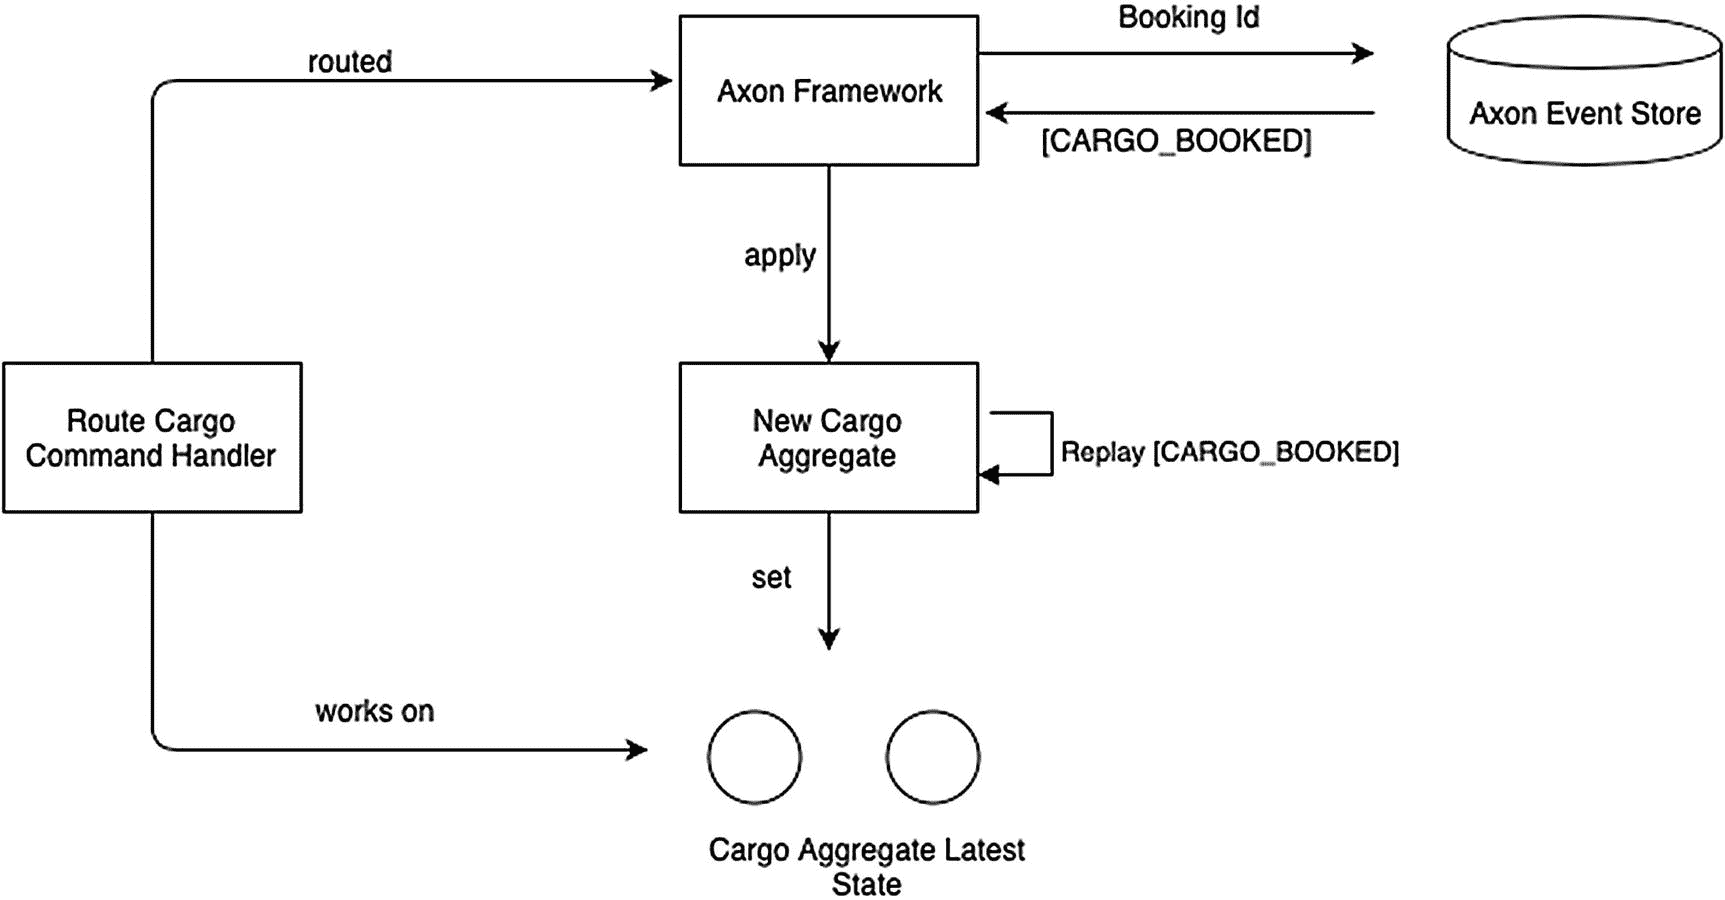 Booking Id
routed
Axon Framework
Axon Event Store
[CARGO_BOOKED]
apply
Route Cargo
Command Handler
New Cargo
Aggregate
Replay [CARGO_BOOKED]
set
works on
Cargo Aggregate Latest
State